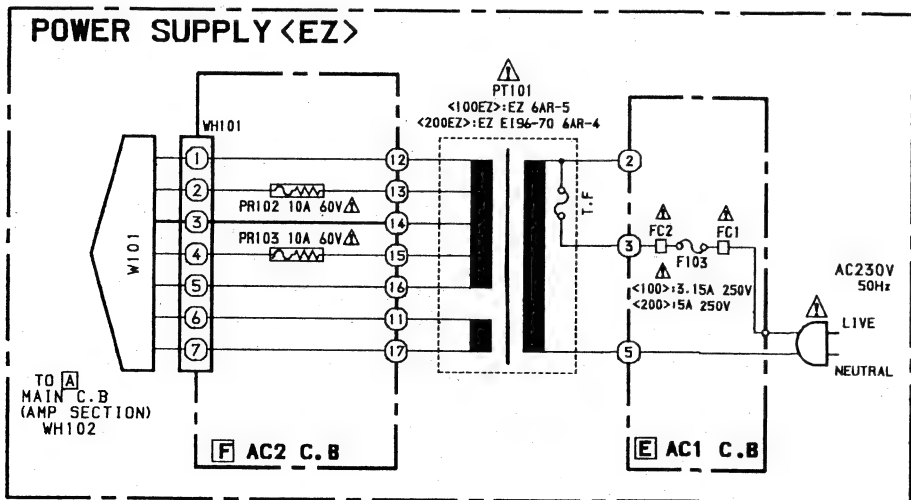 POWER SUPPLY <EZ>
PT101
<100EZ>:EZ 6AR-5
<200EZ>:EZ EI96-70 6AR-4
WH101
W101
1
2
3
4
5
6
7
PR102 10A 60V
PR103 10A 60V
12
13
14
15
16
11
17
T.F
2
3
5
FC2
FC1
F103
<100>:3.15A 250V
<200>:5A 250V
AC230V
50Hz
LIVE
NEUTRAL
TO A
MAIN C.B
(AMP SECTION)
WH102
F AC2 C.B
E AC1 C.B